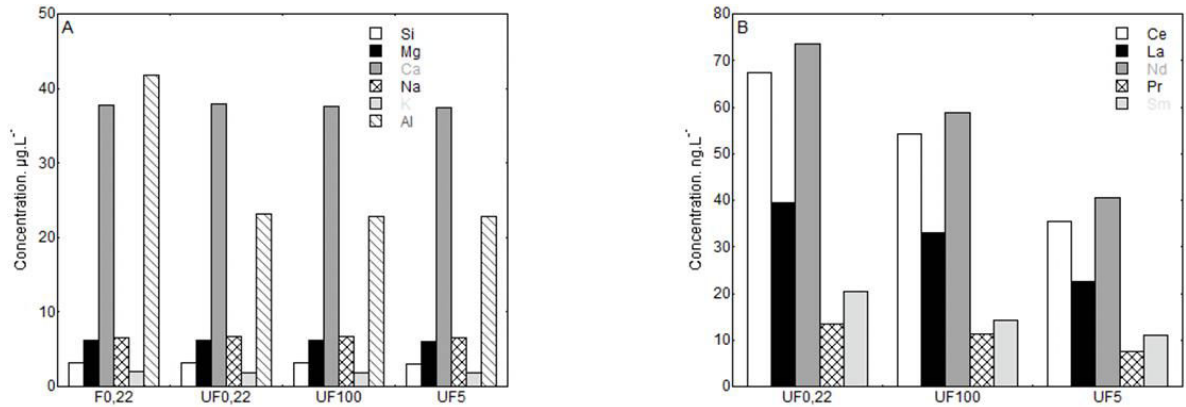 A
Concentration. µg.L⁻¹
50
40
30
20
10
0
Si
Mg
Ca
Na
K
Al
F0,22 UF0,22 UF100 UF5
B
Concentration. ng.L⁻¹
80
70
60
50
40
30
20
10
0
Ce
La
Nd
Pr
Sm
UF0,22 UF100 UF5